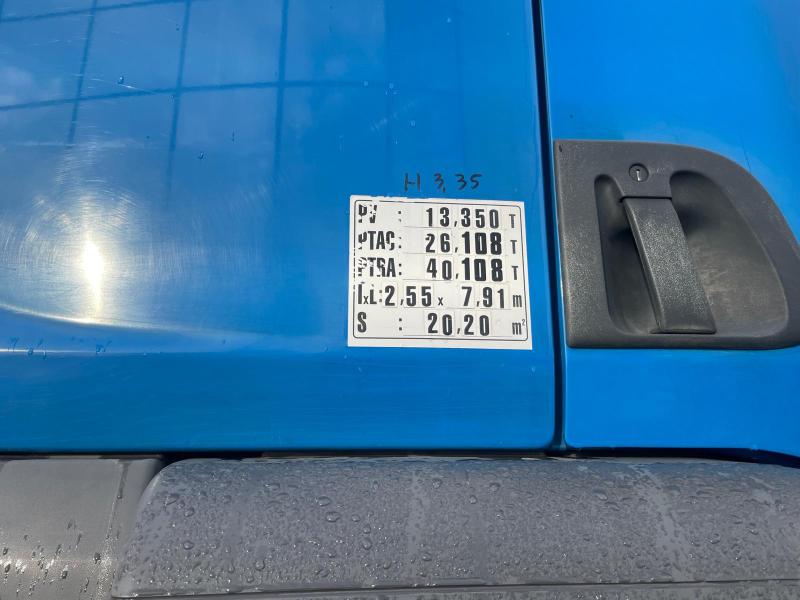 H 3,35
PV : 13,350 T
PTAC: 26,108 T
PTRA: 40,108 T
lxL:2,55 x 7,91 m
S : 20,20 m²